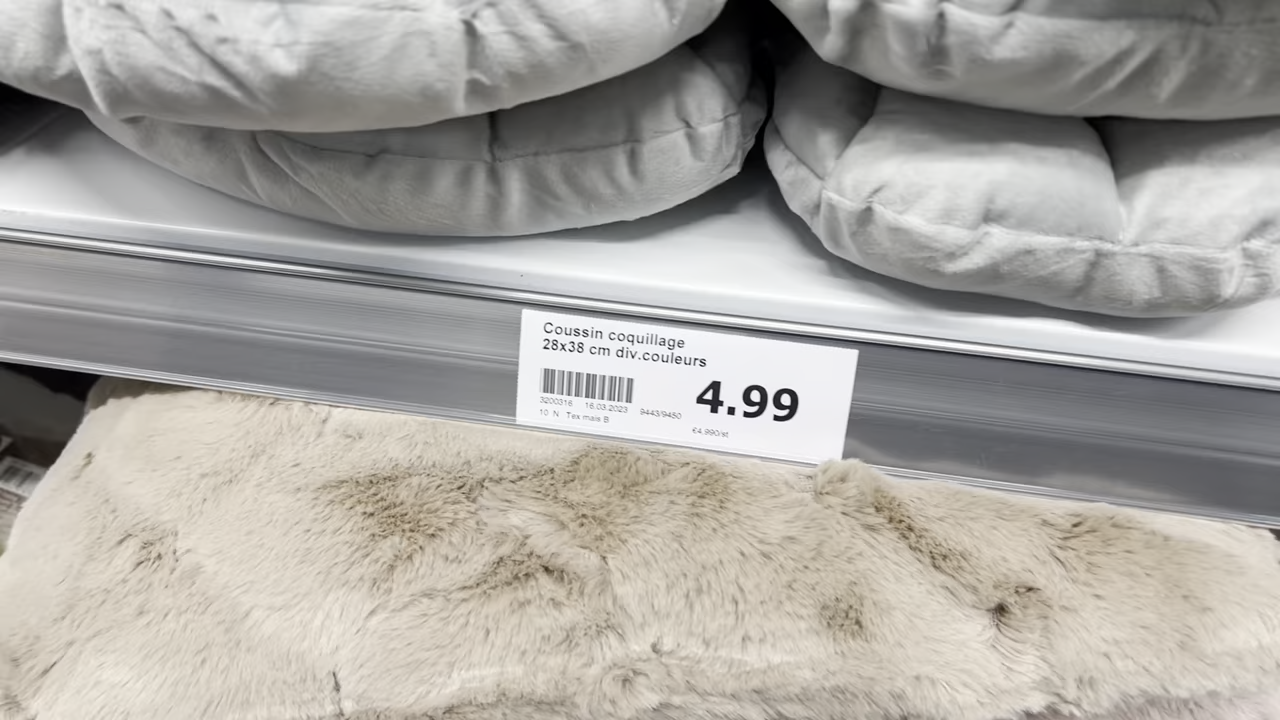 Coussin coquillage
28x38 cm div.couleurs
4.99
3200316 16.03.2023 9443/9450
10 N Tex mais B
€4.990/st